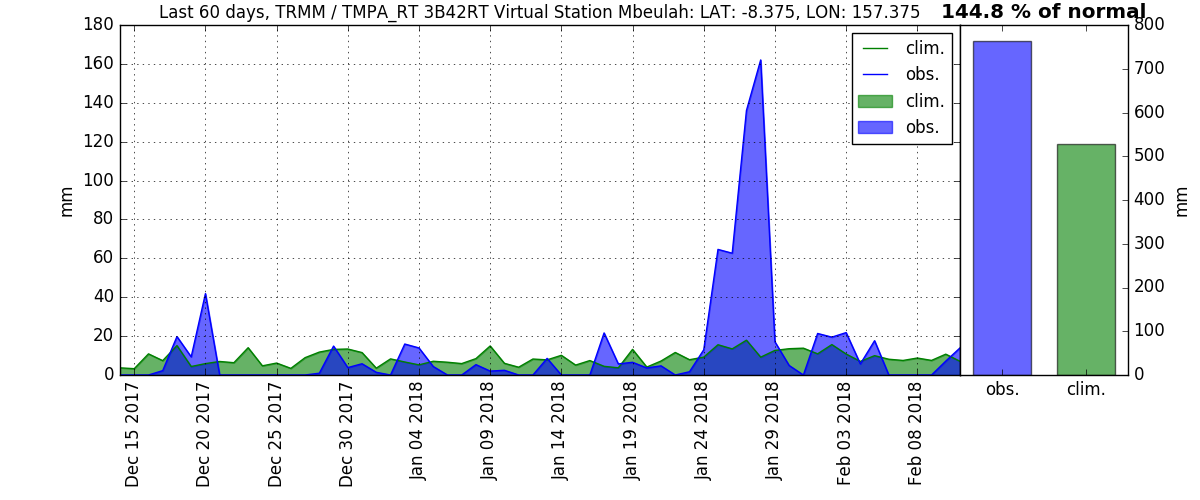 Last 60 days, TRMM / TMPA_RT 3B42RT Virtual Station Mbeulah: LAT: -8.375, LON: 157.375
144.8 % of normal
180
160
140
120
100
80
60
40
20
0
mm
clim.
obs.
clim.
obs.
Dec 15 2017
Dec 20 2017
Dec 25 2017
Dec 30 2017
Jan 04 2018
Jan 09 2018
Jan 14 2018
Jan 19 2018
Jan 24 2018
Jan 29 2018
Feb 03 2018
Feb 08 2018
800
700
600
500
400
300
200
100
0
mm
obs.
clim.